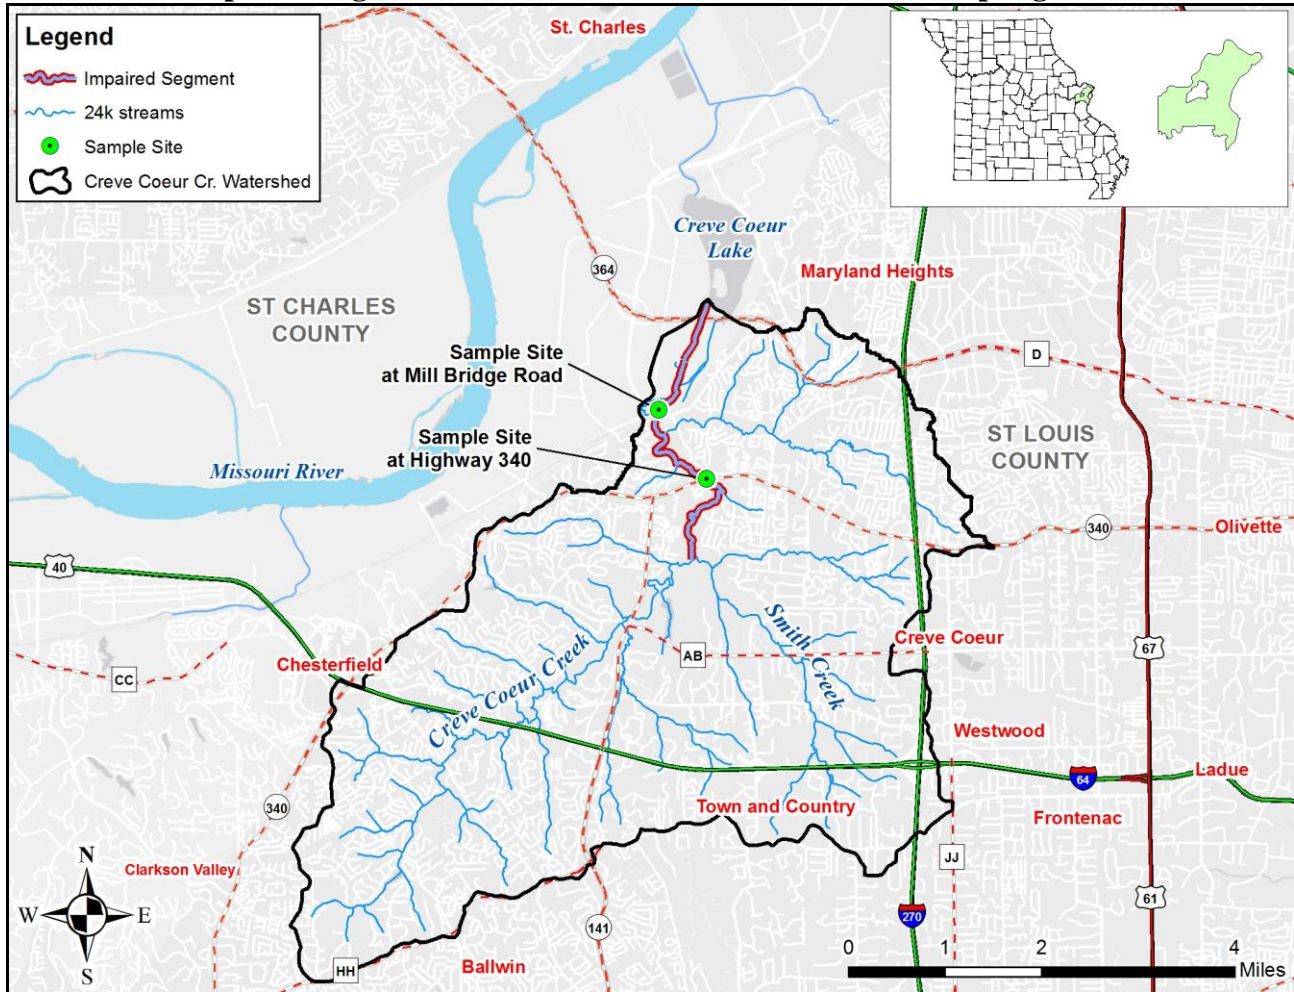 Legend
Impaired Segment
24k streams
Sample Site
Creve Coeur Cr. Watershed
St. Charles
Creve Coeur
Lake
Maryland Heights
364
ST CHARLES
COUNTY
Sample Site
at Mill Bridge Road
D
Sample Site
at Highway 340
ST LOUIS
COUNTY
Missouri River
340
Olivette
40
Smith Creek
Creve Coeur
67
AB
Chesterfield
CC
Creve Coeur Creek
Westwood
64
Ladue
340
Town and Country
Frontenac
Clarkson Valley
JJ
N
W
E
S
61
270
141
HH
Ballwin
0 1 2 4
Miles